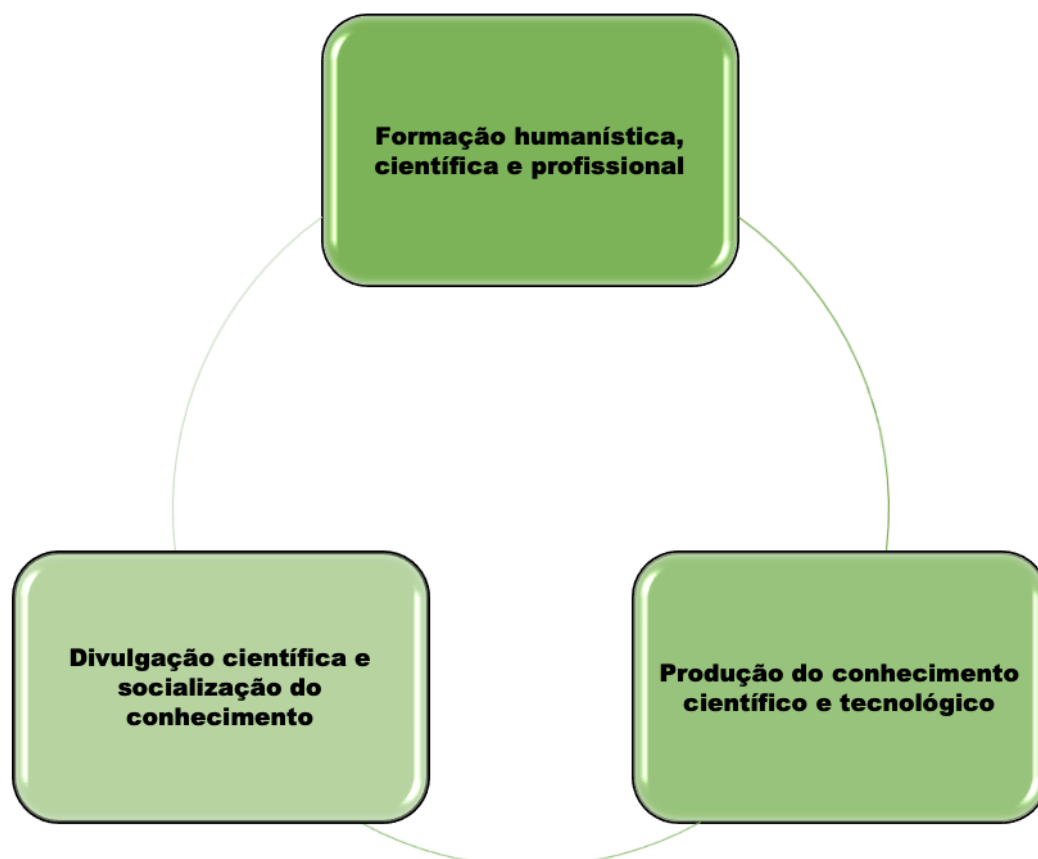 Formação humanística,
científica e profissional
Divulgação científica e
socialização do
conhecimento
Produção do conhecimento
científico e tecnológico